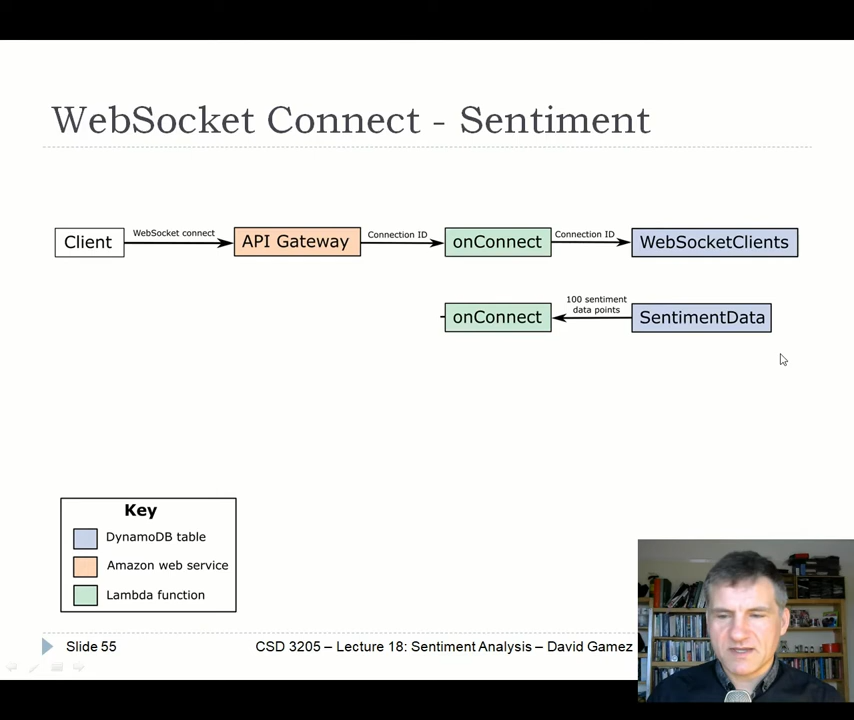 WebSocket Connect - Sentiment
Client
WebSocket connect
API Gateway
Connection ID
onConnect
Connection ID
WebSocketClients
onConnect
100 sentiment
data points
SentimentData
Key
DynamoDB table
Amazon web service
Lambda function
Slide 55
CSD 3205 – Lecture 18: Sentiment Analysis – David Gamez